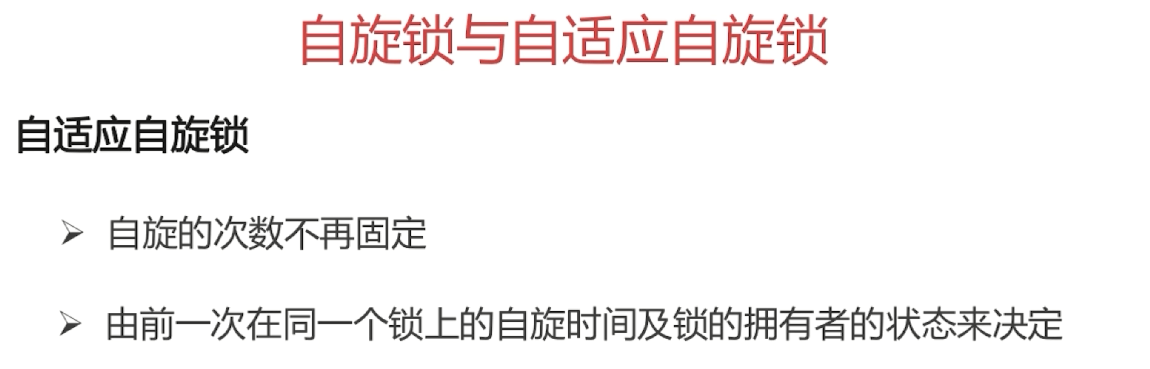 自旋锁与自适应自旋锁
自适应自旋锁
自旋的次数不再固定
由前一次在同一个锁上的自旋时间及锁的拥有者的状态来决定